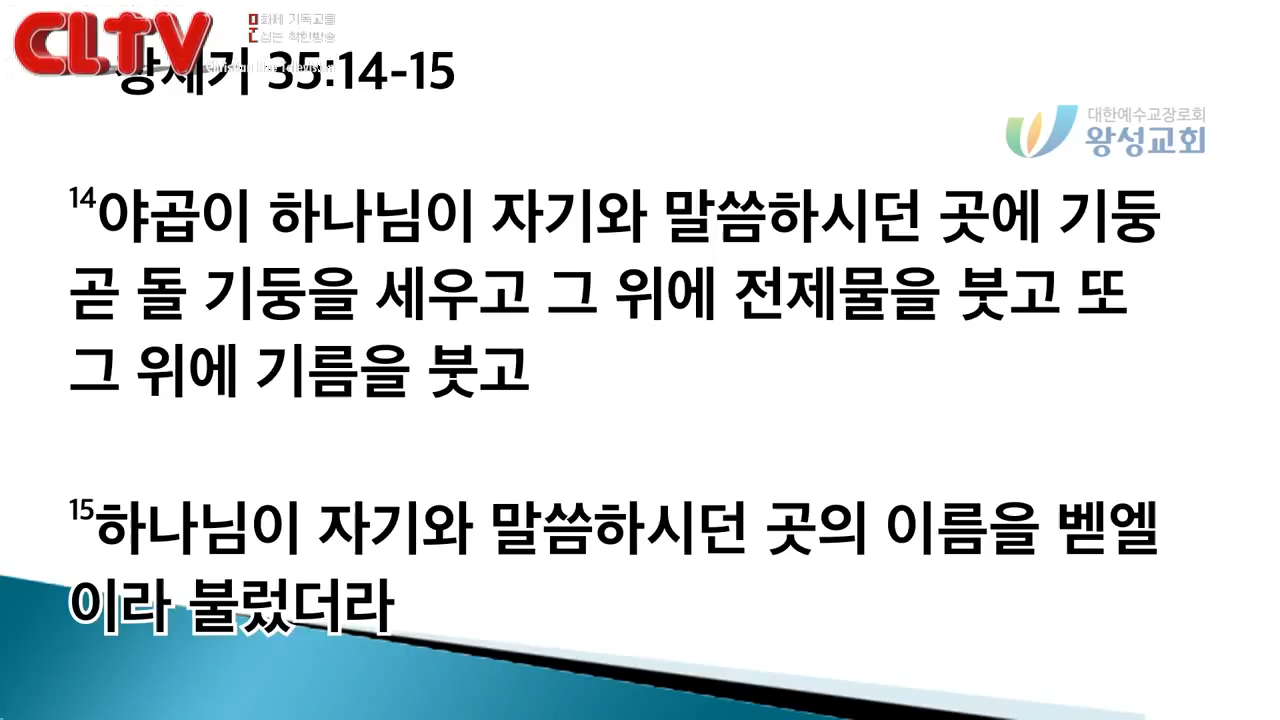 CLTV
창세기 35:14-15
대한예수교장로회
왕성교회
14야곱이 하나님이 자기와 말씀하시던 곳에 기둥
곧 돌 기둥을 세우고 그 위에 전제물을 붓고 또
그 위에 기름을 붓고
15하나님이 자기와 말씀하시던 곳의 이름을 벧엘
이라 불렀더라